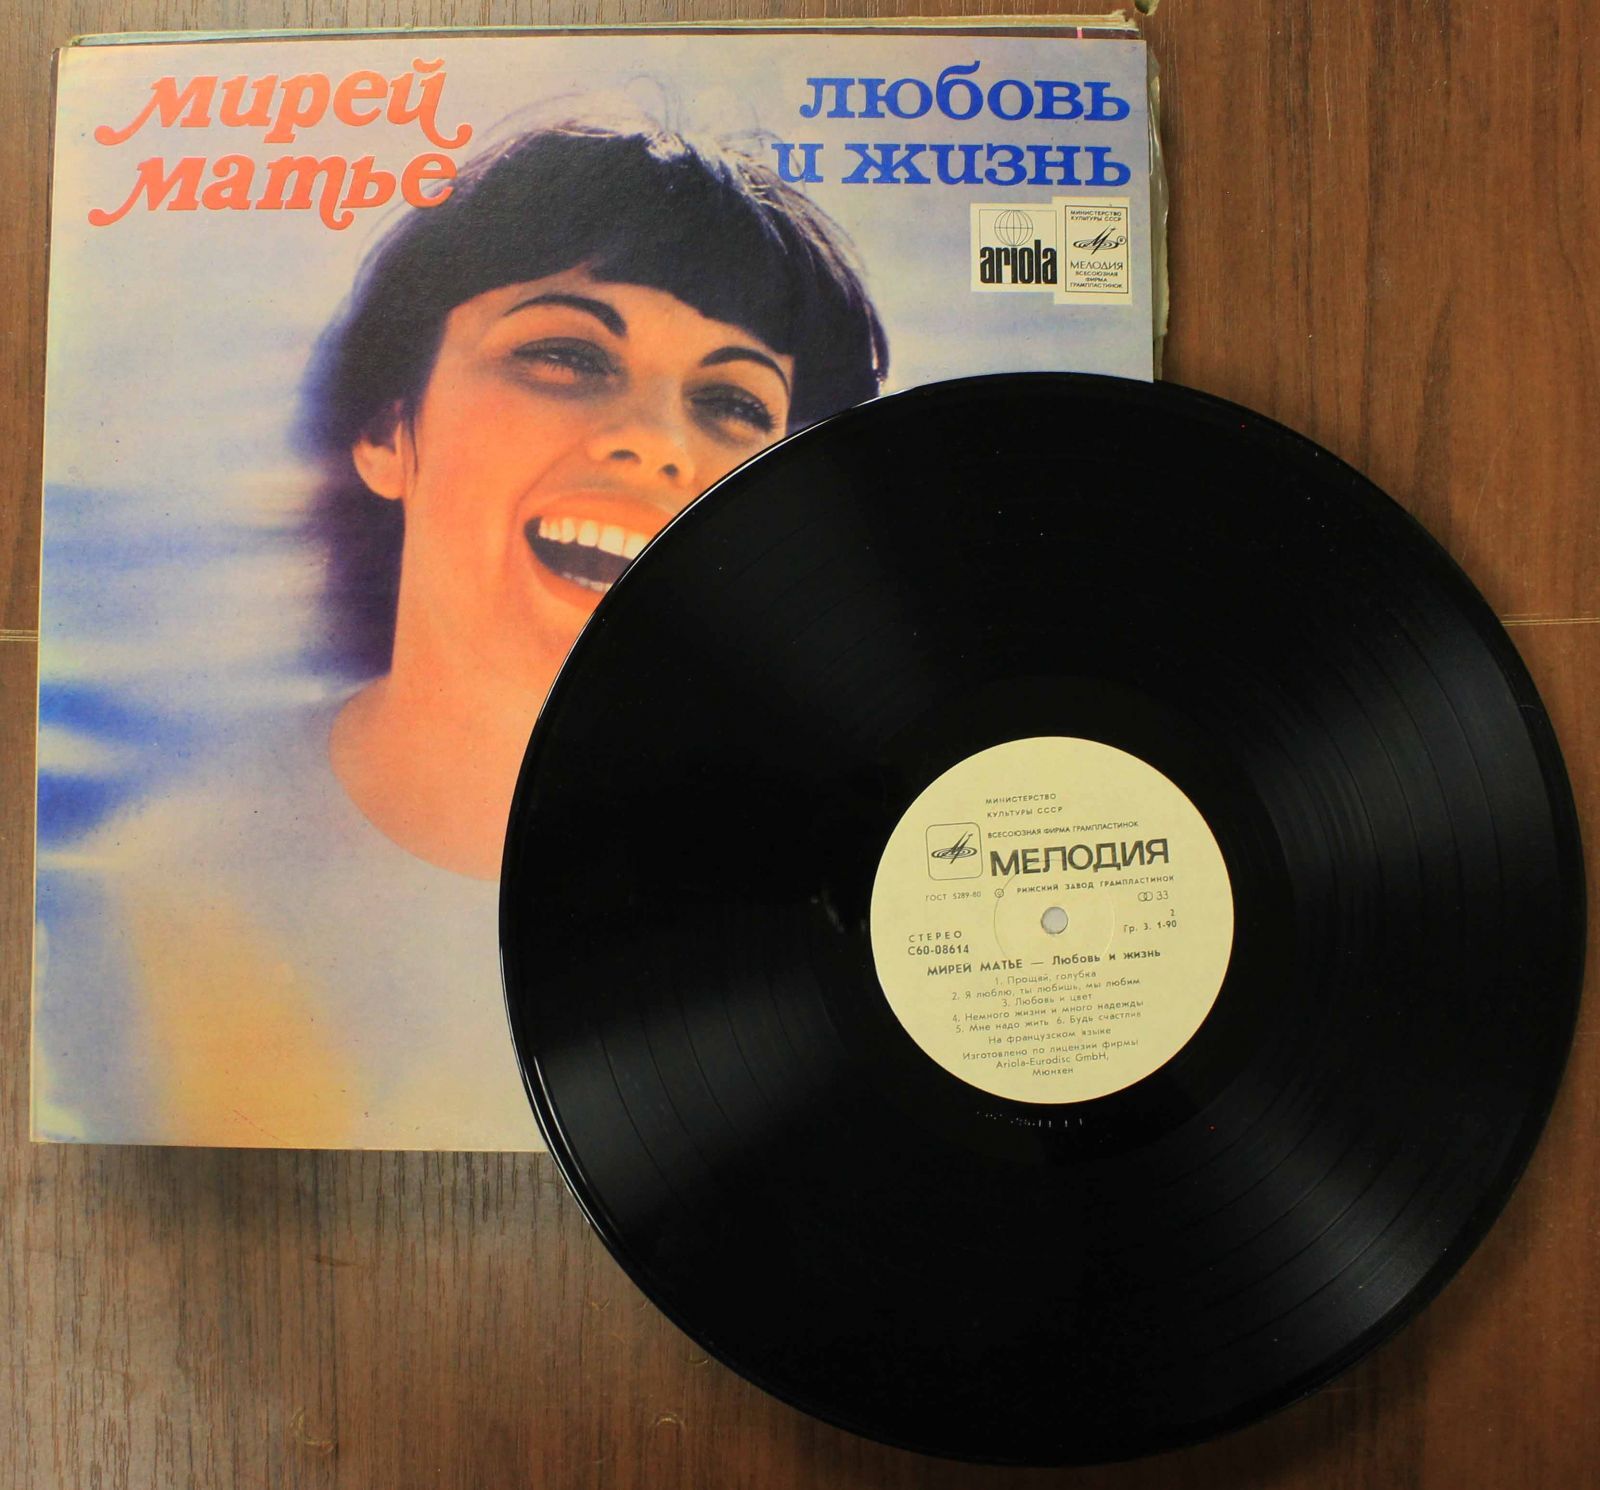 мирей
матье
любовь
и жизнь
ariola
МИНИСТЕРСТВО
КУЛЬТУРЫ СССР
МЕЛОДИЯ
ВСЕСОЮЗНАЯ
ФИРМА
ГРАМПЛАСТИНОК
МИНИСТЕРСТВО
КУЛЬТУРЫ СССР
ВСЕСОЮЗНАЯ ФИРМА ГРАМПЛАСТИНОК
МЕЛОДИЯ
РИЖСКИЙ ЗАВОД ГРАМПЛАСТИНОК
ГОСТ 5289-80
33
2
Гр. 3. 1-90
СТЕРЕО
С60-08614
МИРЕЙ МАТЬЕ — Любовь и жизнь
1. Прощай, голубка
2. Я люблю, ты любишь, мы любим
3. Любовь и цвет
4. Немного жизни и много надежды
5. Мне надо жить 6. Будь счастлив
На французском языке
Изготовлено по лицензии фирмы
Ariola-Eurodisc GmbH,
Мюнхен